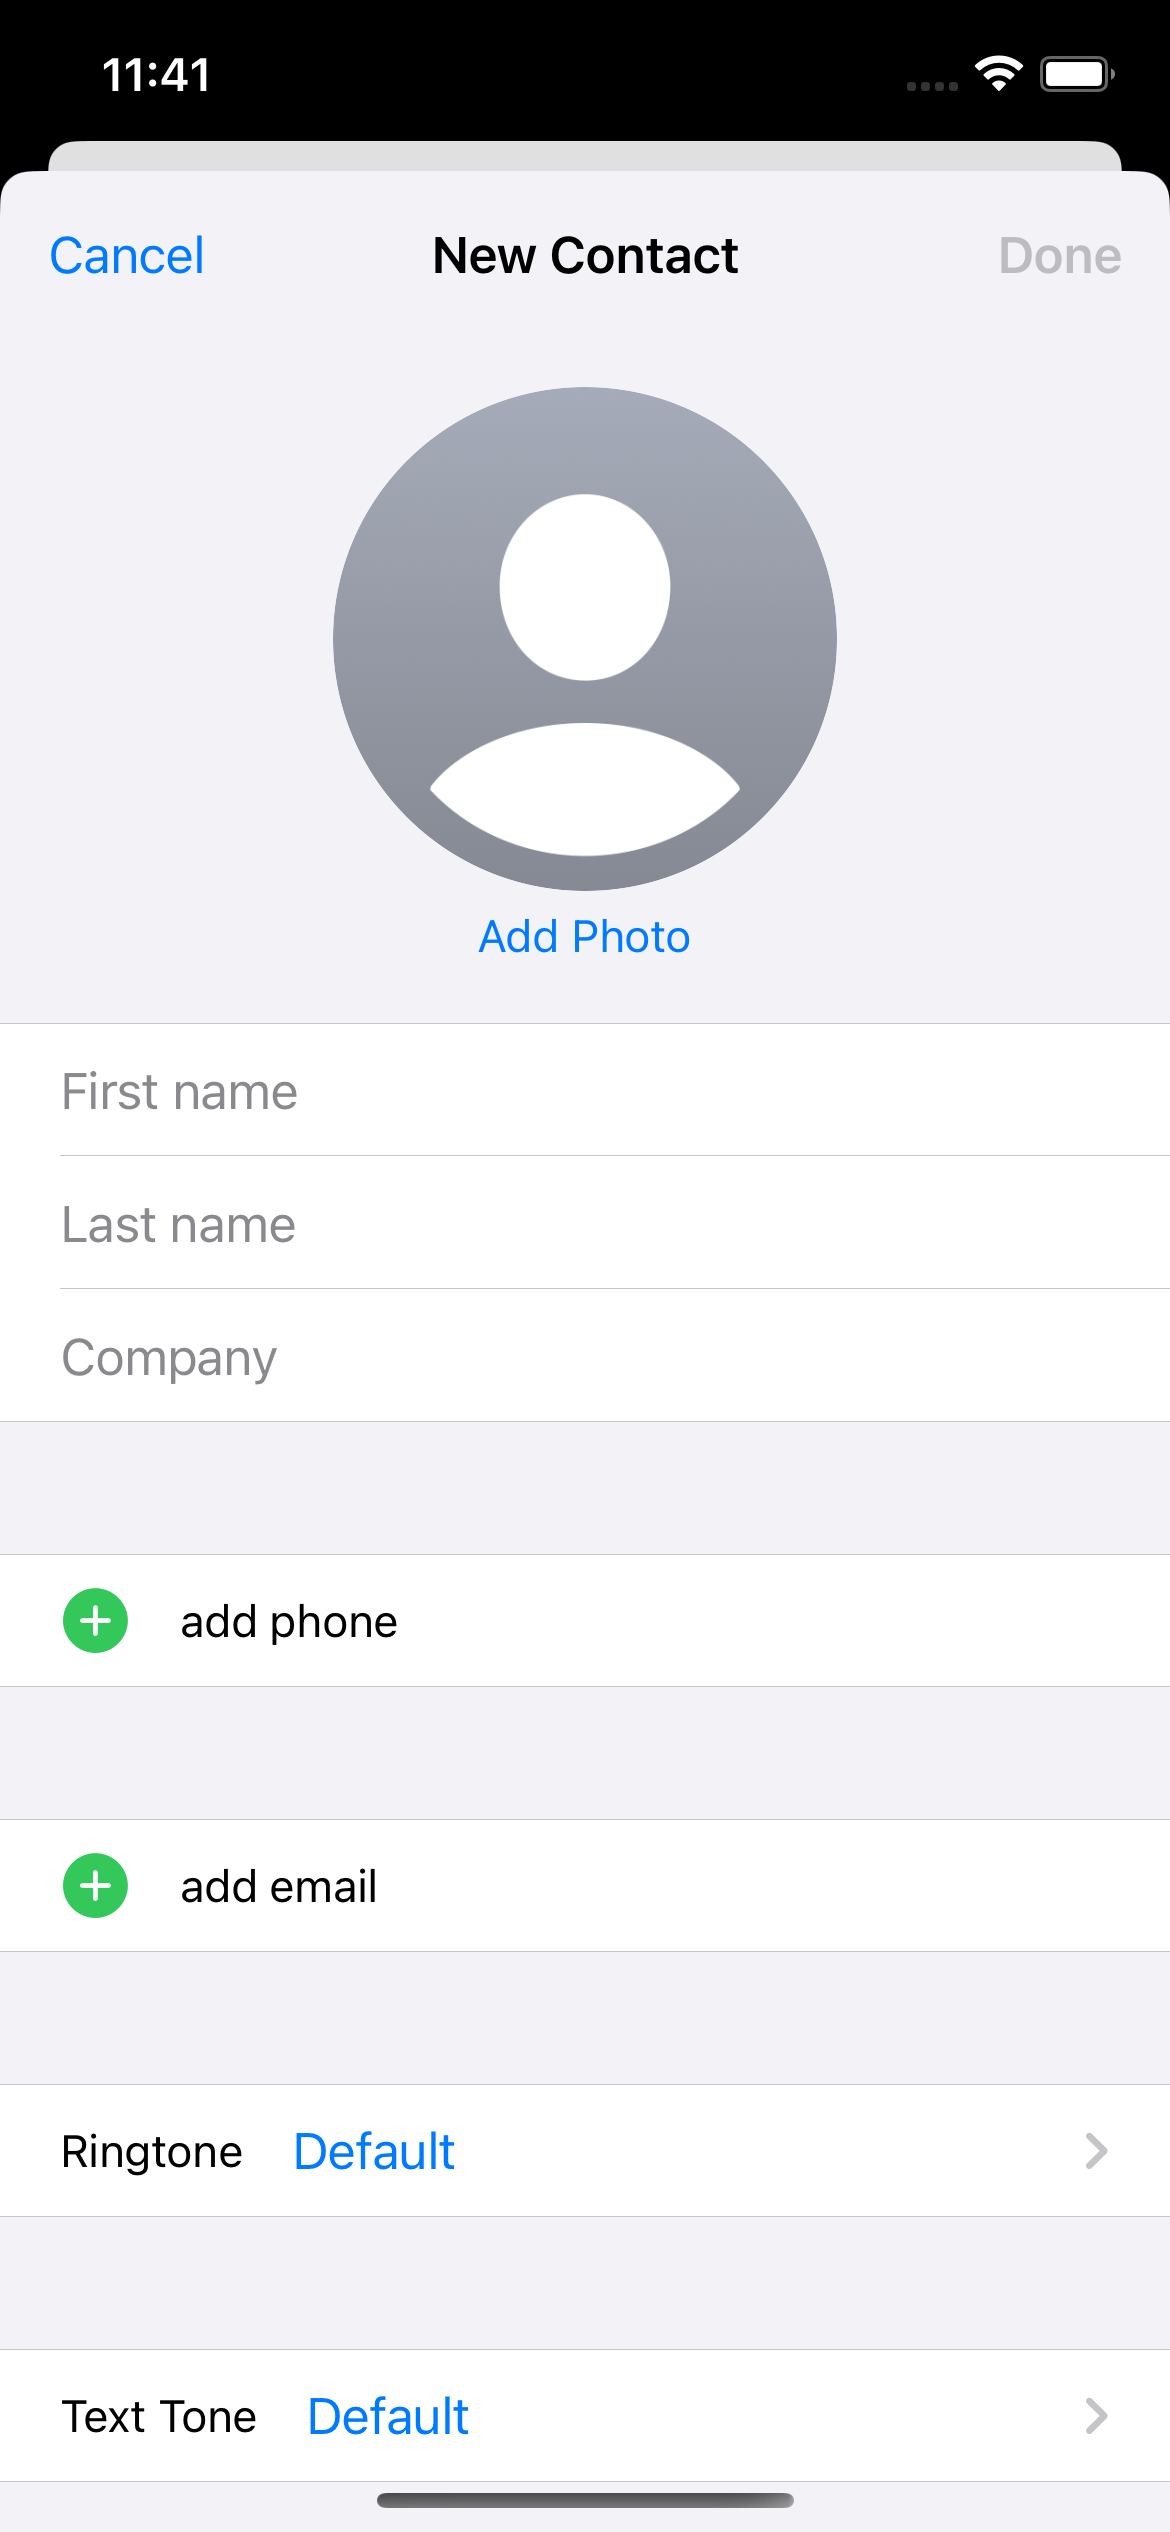 11:41
Cancel New Contact Done
Add Photo
First name
Last name
Company
add phone
add email
Ringtone Default
Text Tone Default